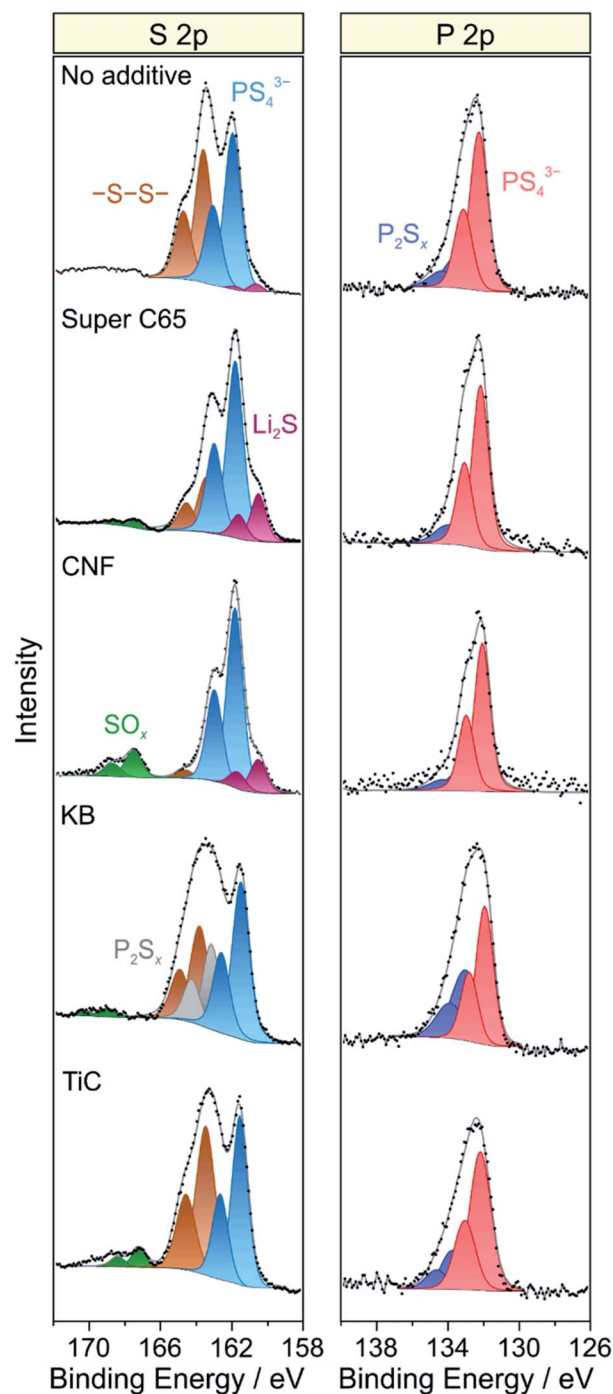 S 2p
P 2p
No additive
PS₄³⁻
−S−S−
PS₄³⁻
P₂Sₓ
Super C65
Li₂S
CNF
SOₓ
KB
P₂Sₓ
TiC
Intensity
170 166 162 158
138 134 130 126
Binding Energy / eV
Binding Energy / eV